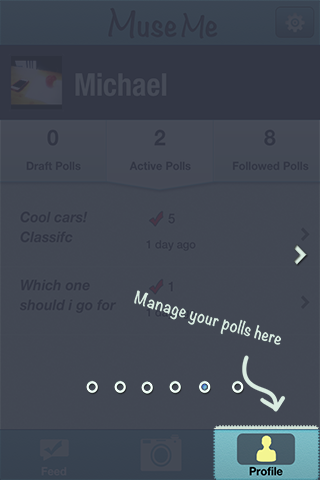 Muse Me
Michael
0 2 8
Draft Polls Active Polls Followed Polls
Cool cars!
Classifc
5
1 day ago
Which one
should i go for
1
Manage your polls here
Feed
Profile